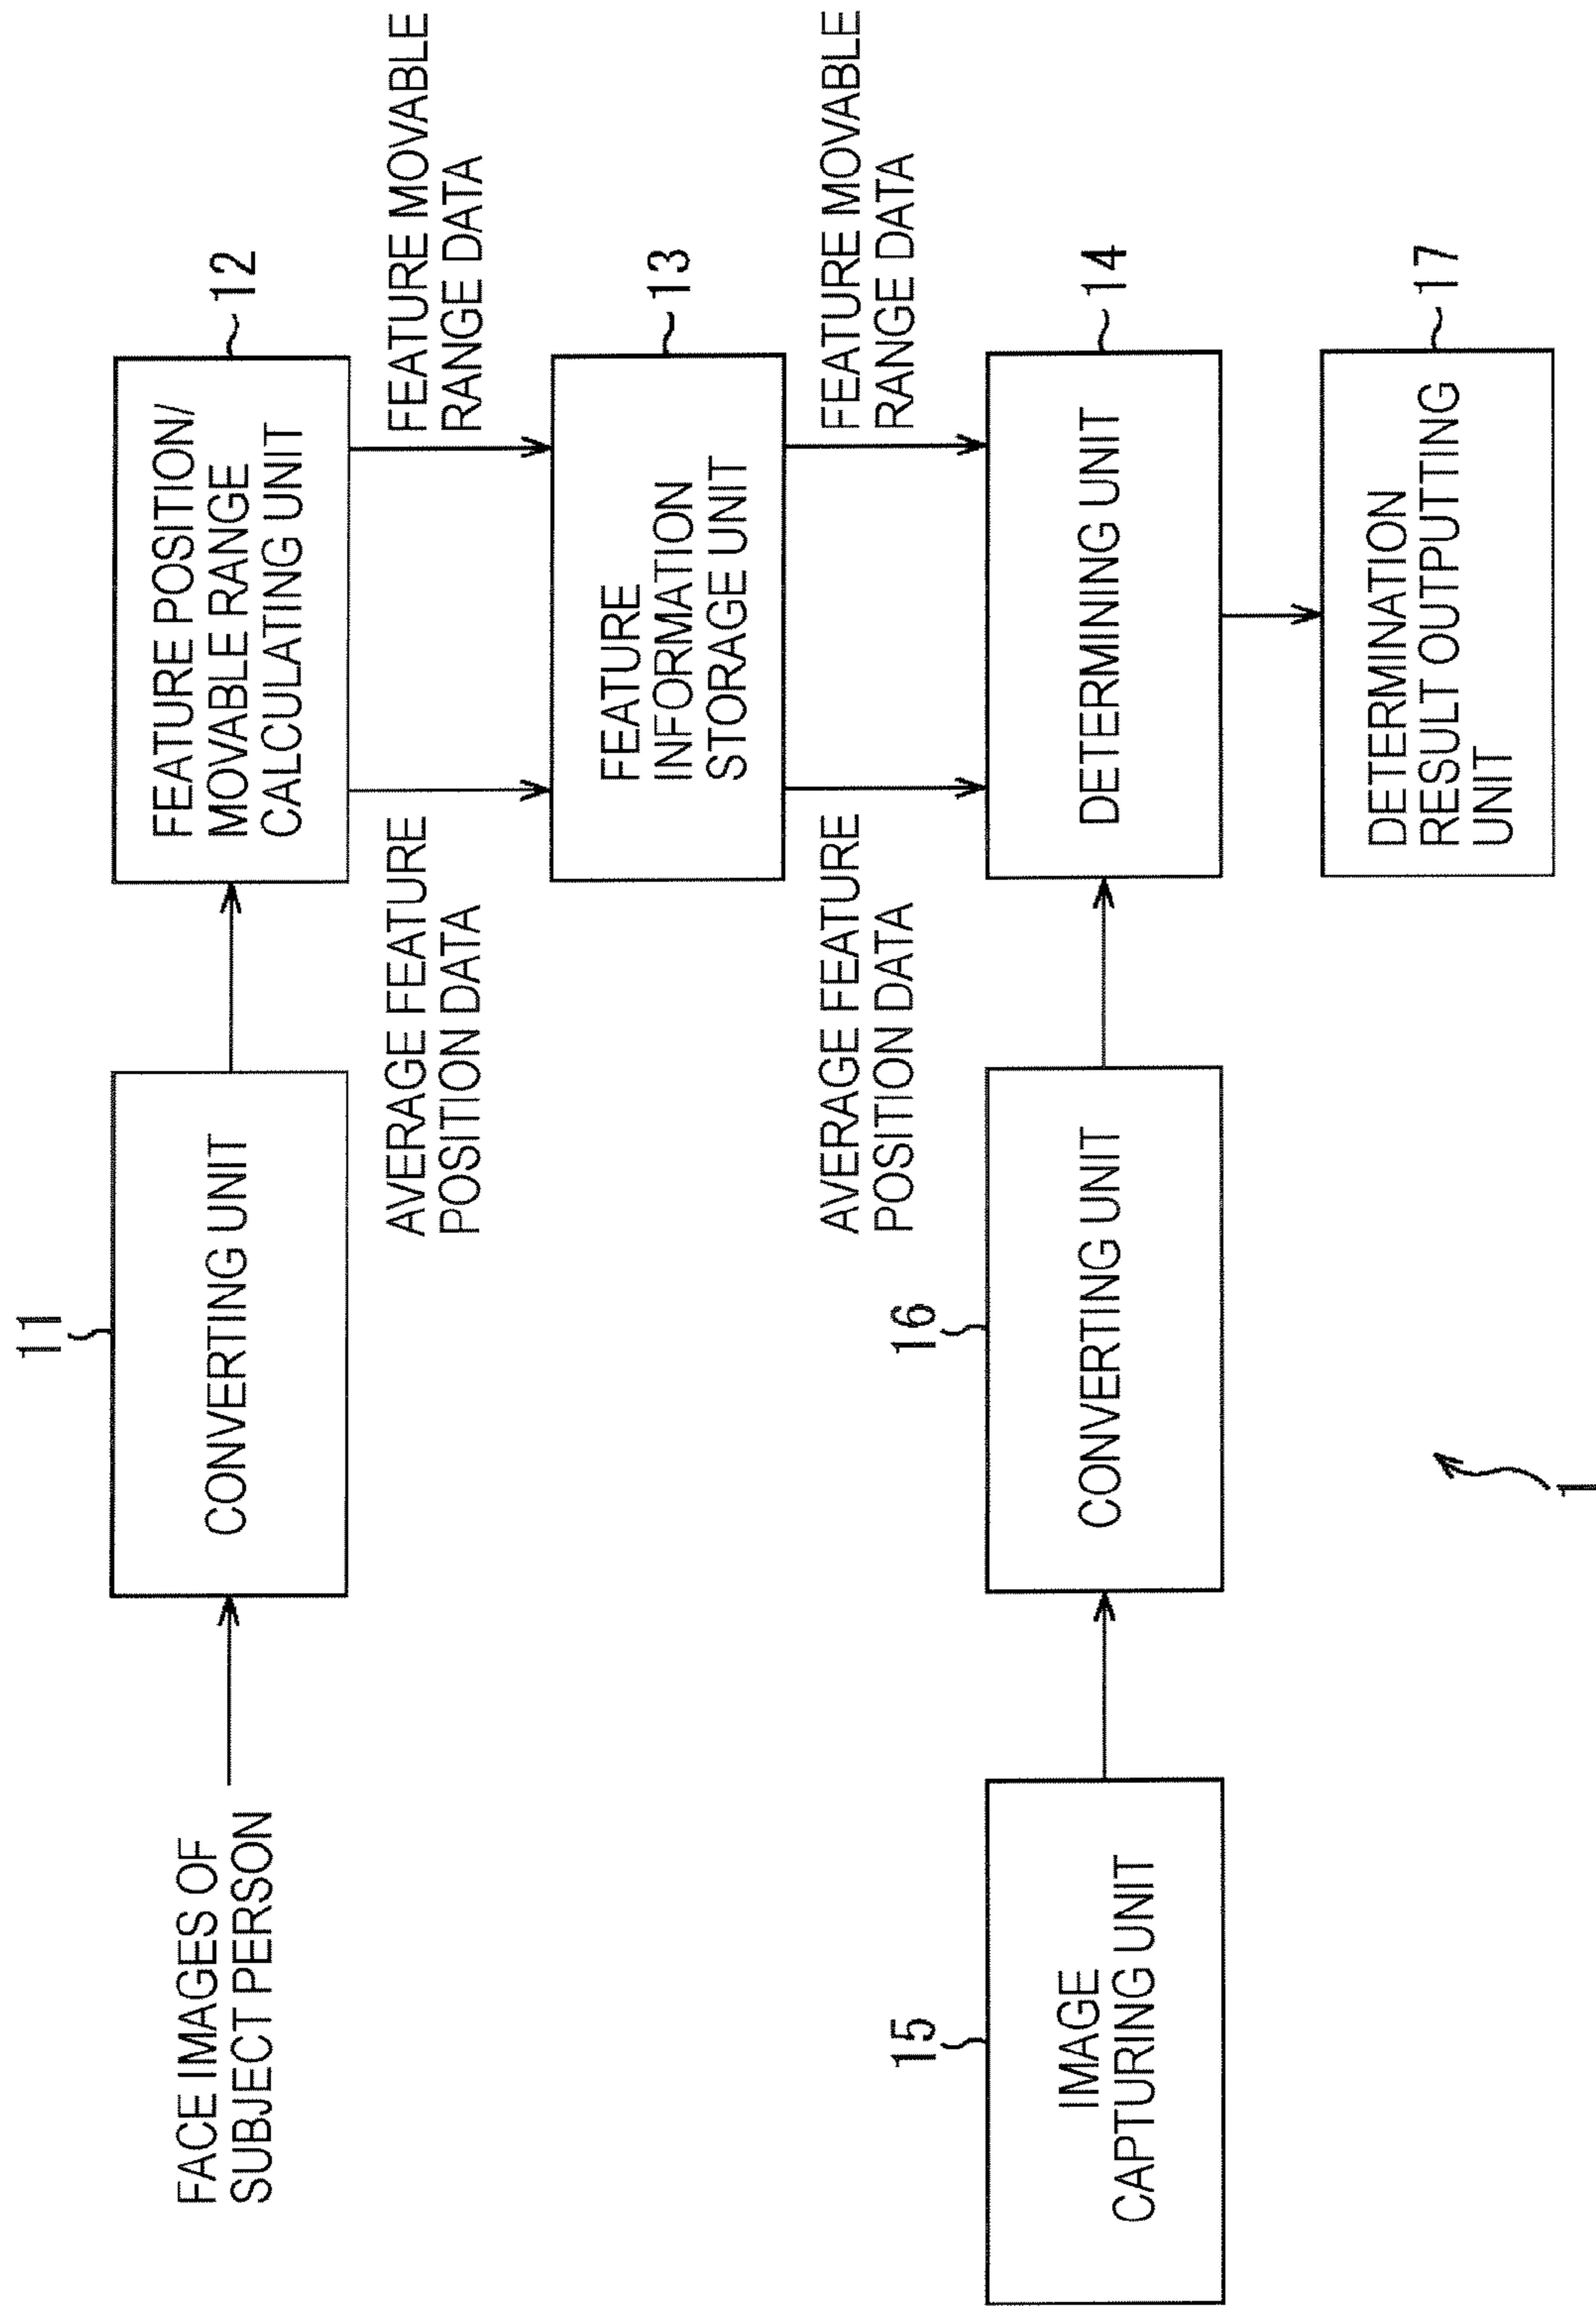 11
12
FACE IMAGES OF
SUBJECT PERSON
CONVERTING UNIT
FEATURE POSITION/
MOVABLE RANGE
CALCULATING UNIT
AVERAGE FEATURE
POSITION DATA
FEATURE MOVABLE
RANGE DATA
13
FEATURE
INFORMATION
STORAGE UNIT
AVERAGE FEATURE
POSITION DATA
FEATURE MOVABLE
RANGE DATA
15
16
14
IMAGE
CAPTURING UNIT
CONVERTING UNIT
DETERMINING UNIT
17
DETERMINATION
RESULT OUTPUTTING
UNIT
1